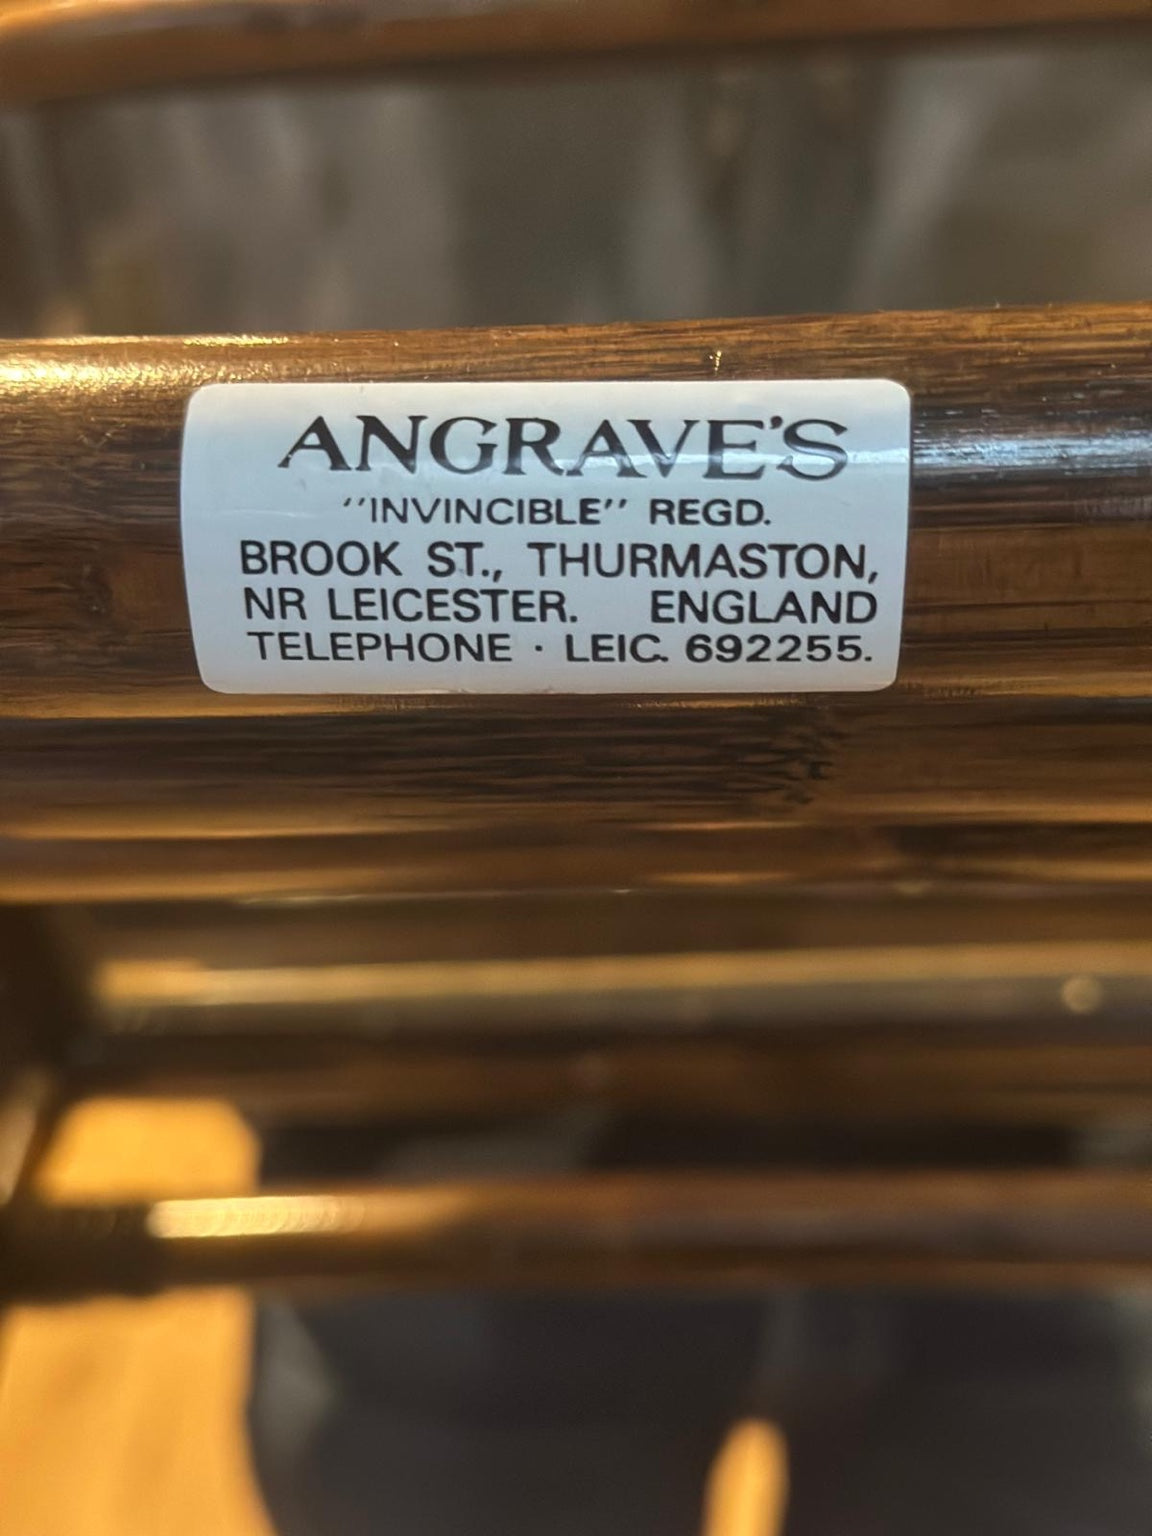 ANGRAVE'S
"INVINCIBLE" REGD.
BROOK ST., THURMASTON,
NR LEICESTER. ENGLAND
TELEPHONE · LEIC. 692255.